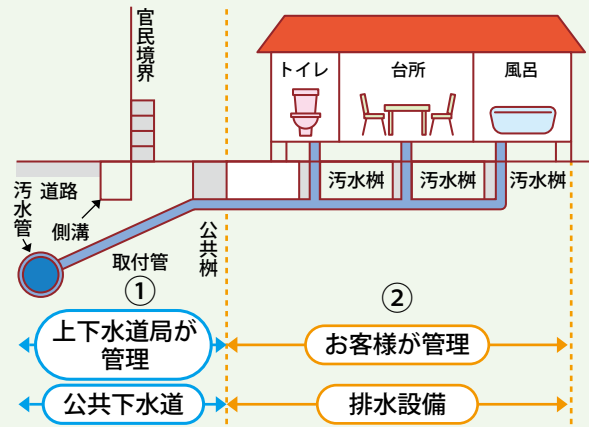 官民境界
トイレ
台所
風呂
汚水桝
汚水桝
汚水桝
汚水管
道路
側溝
公共桝
取付管
①
②
上下水道局が
管理
お客様が管理
公共下水道
排水設備